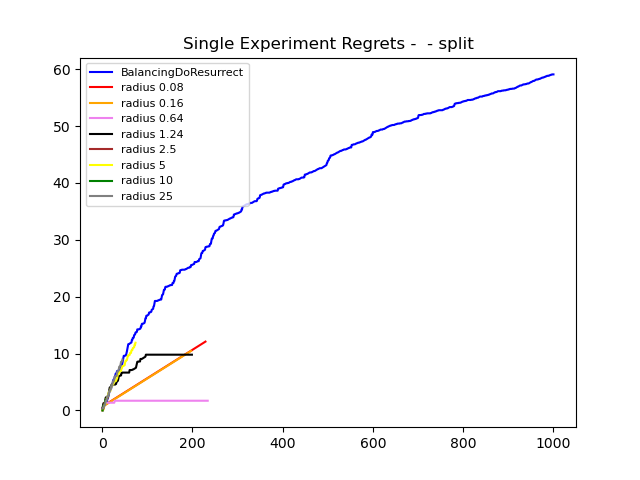 Single Experiment Regrets -  - split
60
50
40
30
20
10
0
BalancingDoResurrect
radius 0.08
radius 0.16
radius 0.64
radius 1.24
radius 2.5
radius 5
radius 10
radius 25
0 200 400 600 800 1000